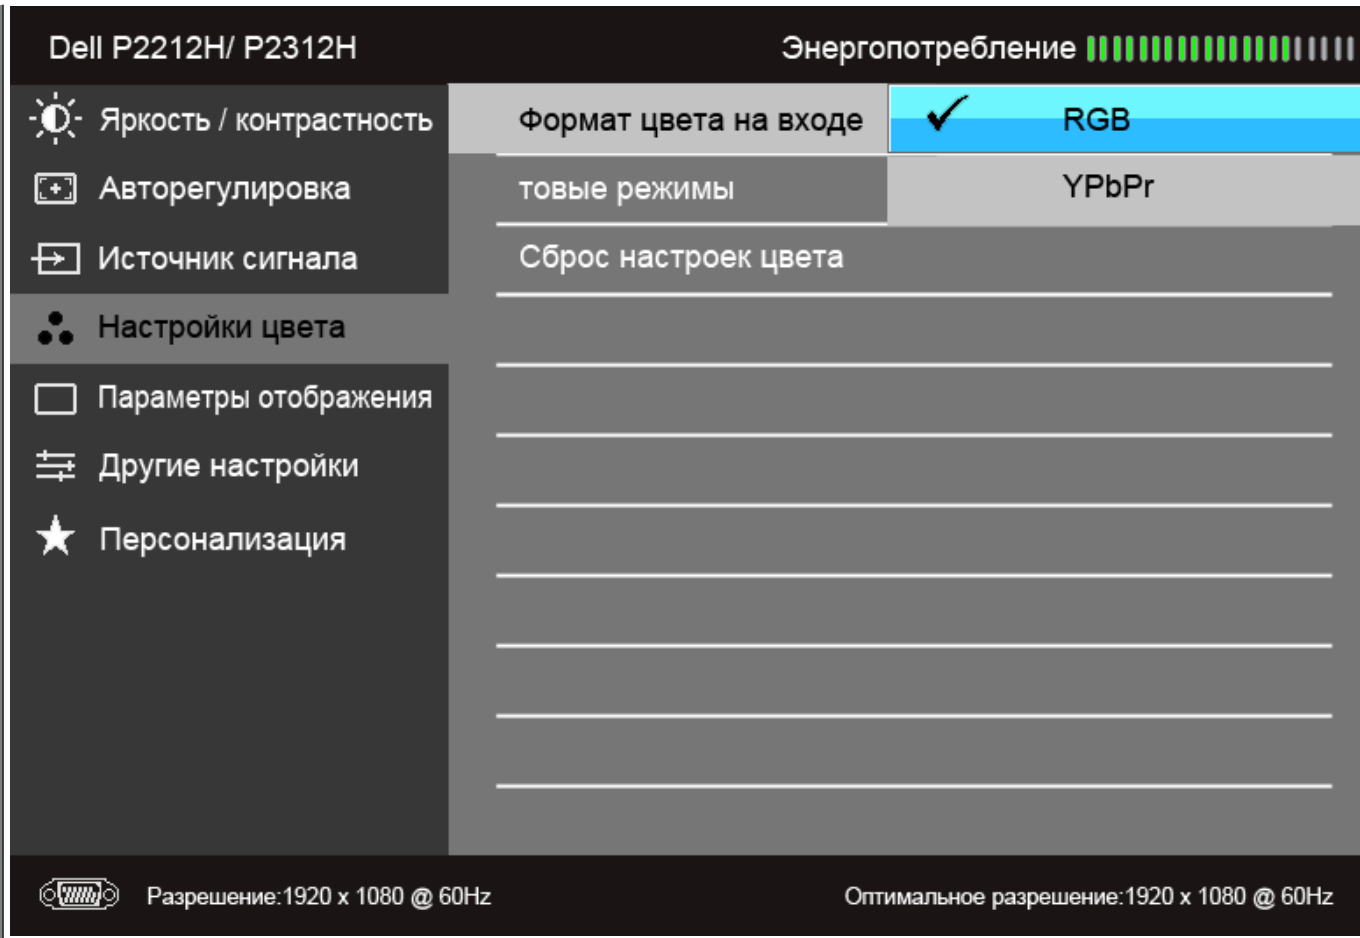 Dell P2212H/ P2312H
Энергопотребление
Яркость / контрастность
Формат цвета на входе
RGB
Авторегулировка
товые режимы
YPbPr
Источник сигнала
Сброс настроек цвета
Настройки цвета
Параметры отображения
Другие настройки
Персонализация
Разрешение:1920 x 1080 @ 60Hz
Оптимальное разрешение:1920 x 1080 @ 60Hz